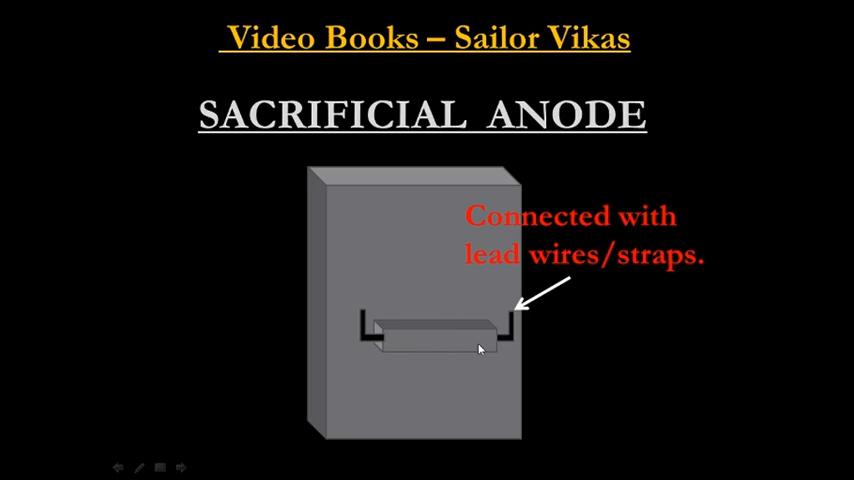 Video Books – Sailor Vikas
SACRIFICIAL ANODE
Connected with
lead wires/straps.